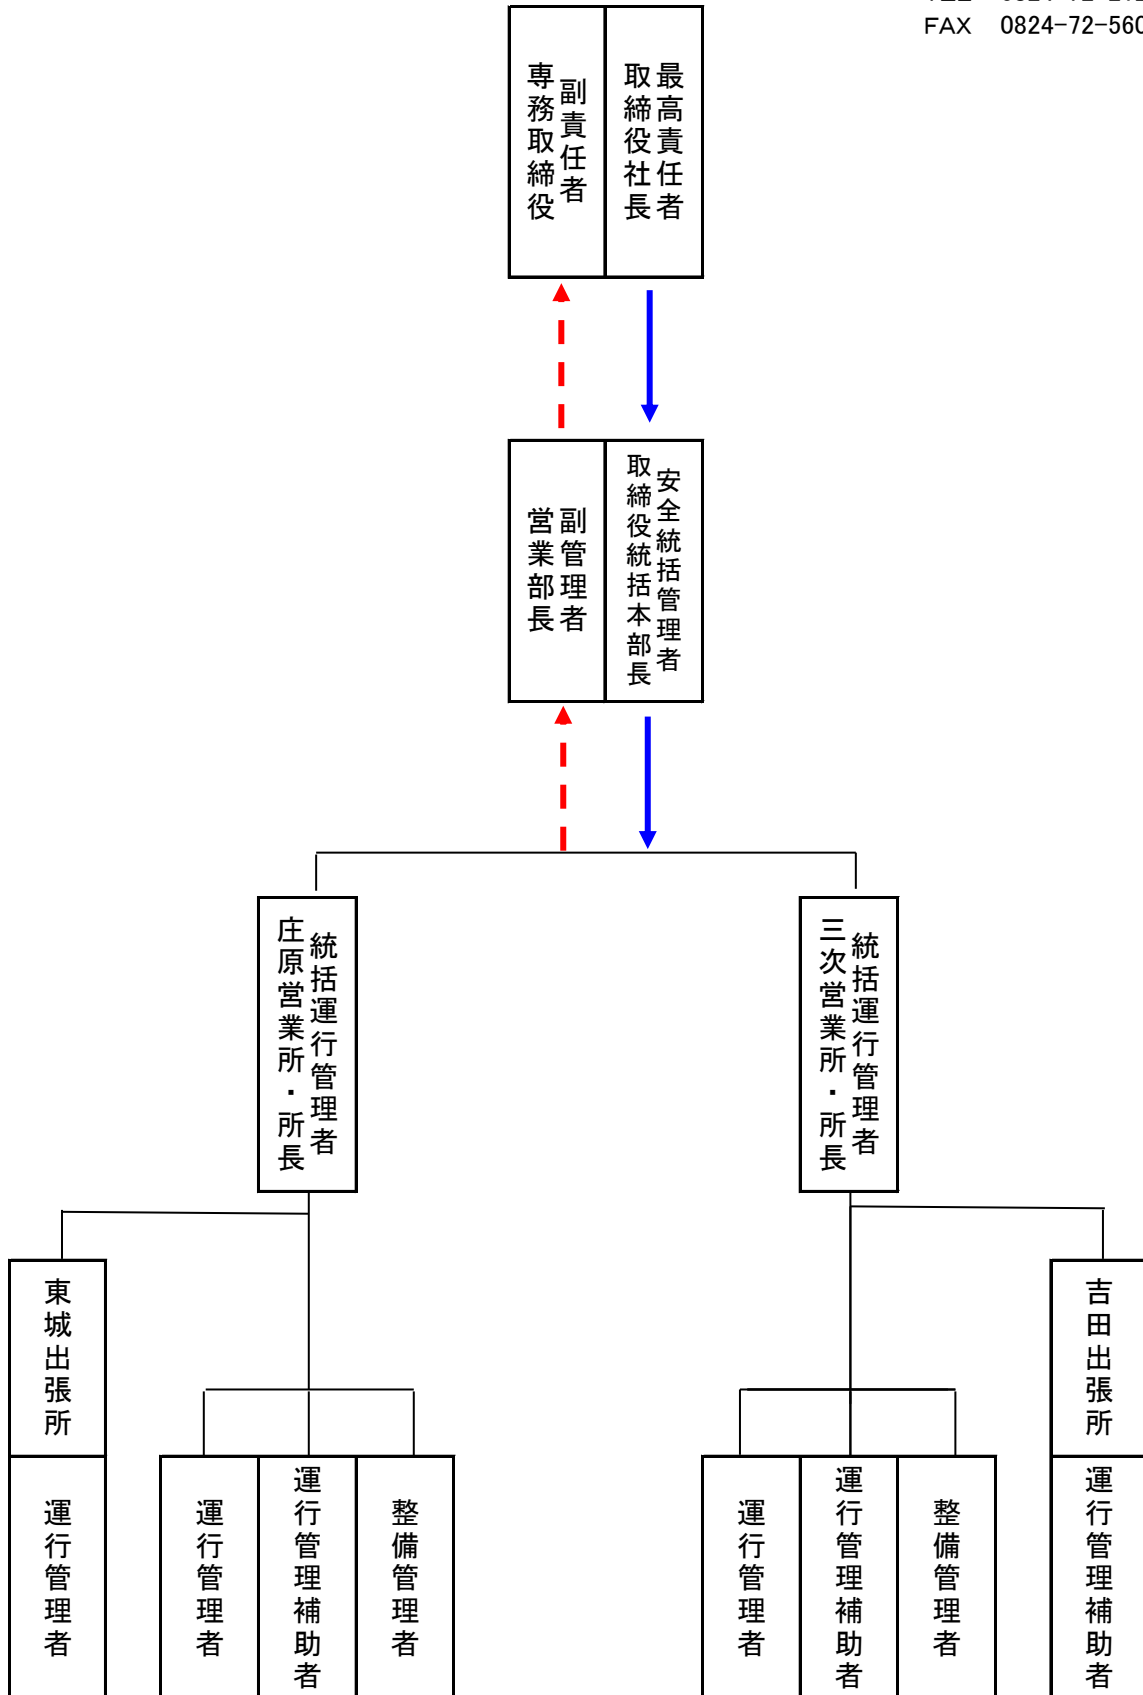 FAX 0824-72-560
最高責任者
取締役社長
副責任者
専務取締役
安全統括管理者
取締役統括本部長
副管理者
営業部長
統括運行管理者
庄原営業所・所長
統括運行管理者
三次営業所・所長
東城出張所
運行管理者
運行管理者
運行管理補助者
整備管理者
運行管理者
運行管理補助者
整備管理者
吉田出張所
運行管理補助者